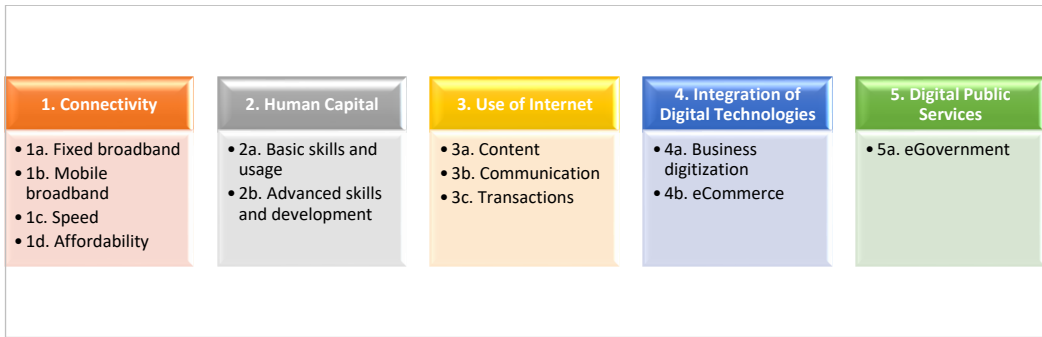 1. Connectivity
• 1a. Fixed broadband
• 1b. Mobile
broadband
• 1c. Speed
• 1d. Affordability
2. Human Capital
• 2a. Basic skills and
usage
• 2b. Advanced skills
and development
3. Use of Internet
• 3a. Content
• 3b. Communication
• 3c. Transactions
4. Integration of
Digital Technologies
• 4a. Business
digitization
• 4b. eCommerce
5. Digital Public
Services
• 5a. eGovernment